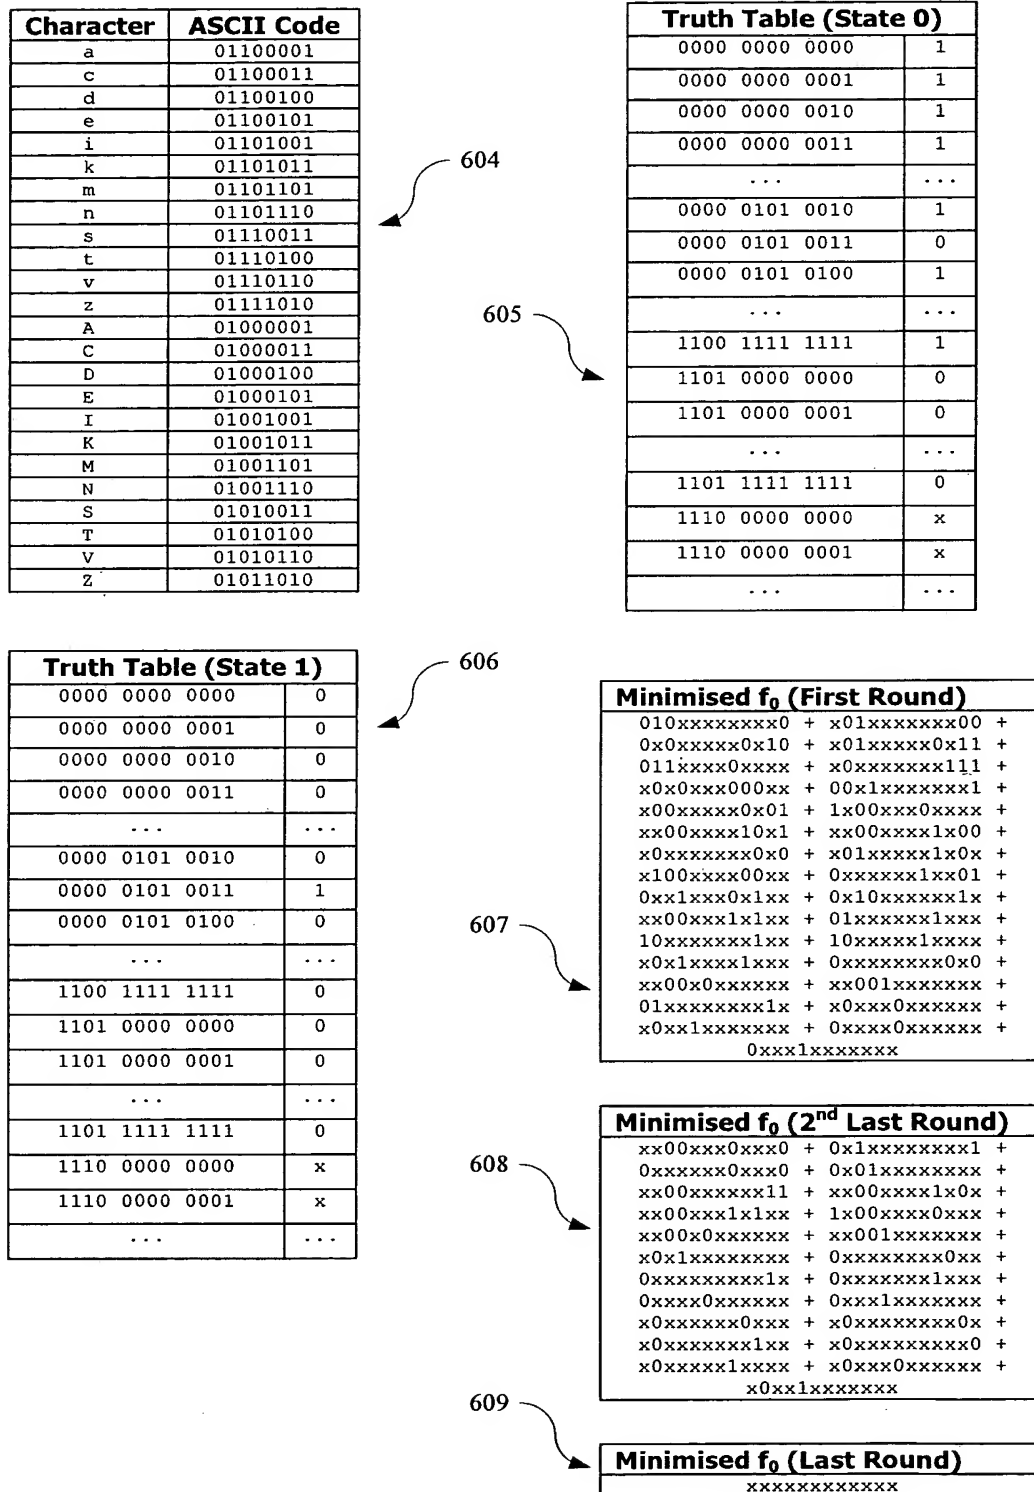 Character ASCII Code
a 01100001
c 01100011
d 01100100
e 01100101
i 01101001
k 01101011
m 01101101
n 01101110
s 01110011
t 01110100
v 01110110
z 01111010
A 01000001
C 01000011
D 01000100
E 01000101
I 01001001
K 01001011
M 01001101
N 01001110
S 01010011
T 01010100
V 01010110
Z 01011010
604
Truth Table (State 0)
0000 0000 0000 1
0000 0000 0001 1
0000 0000 0010 1
0000 0000 0011 1
... ...
0000 0101 0010 1
0000 0101 0011 0
0000 0101 0100 1
... ...
1100 1111 1111 1
1101 0000 0000 0
1101 0000 0001 0
... ...
1101 1111 1111 0
1110 0000 0000 x
1110 0000 0001 x
... ...
605
Truth Table (State 1)
0000 0000 0000 0
0000 0000 0001 0
0000 0000 0010 0
0000 0000 0011 0
... ...
0000 0101 0010 0
0000 0101 0011 1
0000 0101 0100 0
... ...
1100 1111 1111 0
1101 0000 0000 0
1101 0000 0001 0
... ...
1101 1111 1111 0
1110 0000 0000 x
1110 0000 0001 x
... ...
606
Minimised f₀ (First Round)
010xxxxxxxx0 + x01xxxxxxx00 +
0x0xxxxx0x10 + x01xxxxx0x11 +
011xxxx0xxxx + x0xxxxxxx111 +
x0x0xxx000xx + 00x1xxxxxxx1 +
x00xxxxx0x01 + 1x00xxx0xxxx +
xx00xxxx10x1 + xx00xxxx1x00 +
x0xxxxxxx0x0 + x01xxxxx1x0x +
x100xxxx00xx + 0xxxxxx1xx01 +
0xx1xxx0x1xx + 0x10xxxxxx1x +
xx00xxx1x1xx + 01xxxxxx1xxx +
10xxxxxxx1xx + 10xxxxx1xxxx +
x0x1xxxx1xxx + 0xxxxxxxx0x0 +
xx00x0xxxxxx + xx001xxxxxxx +
01xxxxxxxx1x + x0xxx0xxxxxx +
x0xx1xxxxxxx + 0xxxx0xxxxxx +
0xxx1xxxxxxx
607
Minimised f₀ (2nd Last Round)
xx00xxx0xxx0 + 0x1xxxxxxxx1 +
0xxxxxx0xxx0 + 0x01xxxxxxxx +
xx00xxxxxx11 + xx00xxxx1x0x +
xx00xxx1x1xx + 1x00xxxx0xxx +
xx00x0xxxxxx + xx001xxxxxxx +
x0x1xxxxxxxx + 0xxxxxxxx0xx +
0xxxxxxxxx1x + 0xxxxxxx1xxx +
0xxxx0xxxxxx + 0xxx1xxxxxxx +
x0xxxxxx0xxx + x0xxxxxxxx0x +
x0xxxxxxx1xx + x0xxxxxxxxx0 +
x0xxxxx1xxxx + x0xxx0xxxxxx +
x0xx1xxxxxxx
608
Minimised f₀ (Last Round)
xxxxxxxxxxxx
609